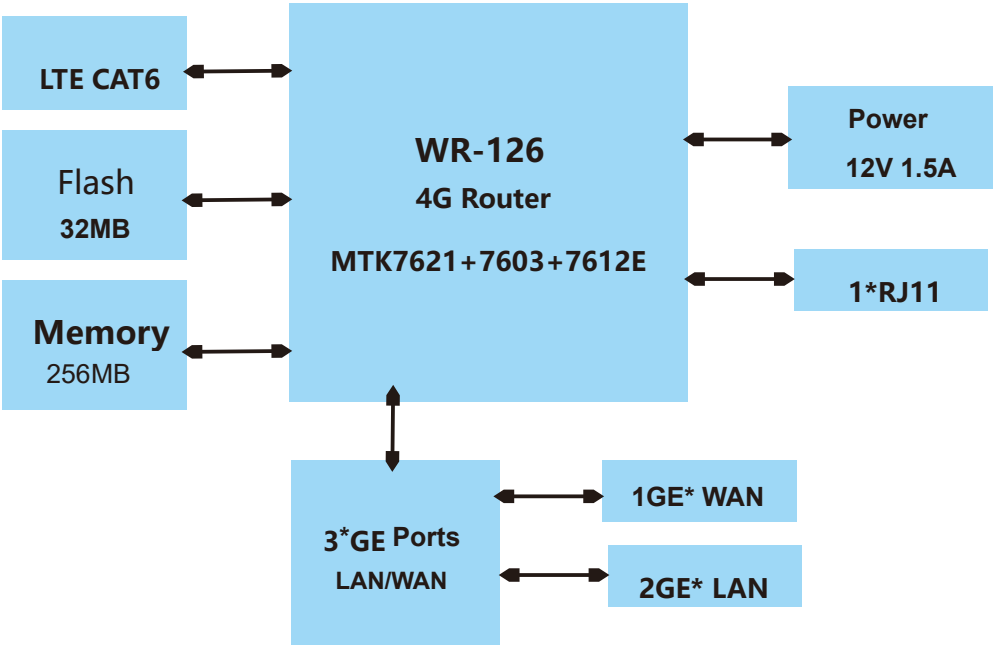 LTE CAT6
Flash
32MB
Memory
256MB
WR-126
4G Router
MTK7621+7603+7612E
Power
12V 1.5A
1*RJ11
3*GE Ports
LAN/WAN
1GE* WAN
2GE* LAN